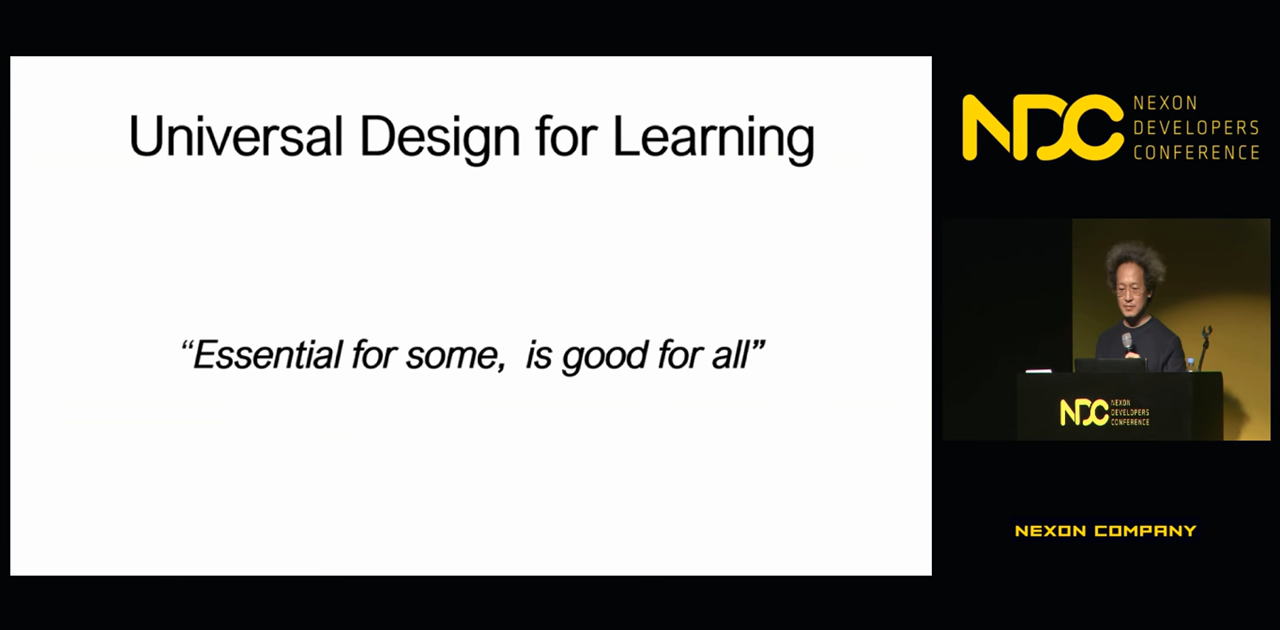 Universal Design for Learning
“Essential for some, is good for all”
NDC
NEXON
DEVELOPERS
CONFERENCE
NDC
NEXON
DEVELOPERS
CONFERENCE
NEXON COMPANY